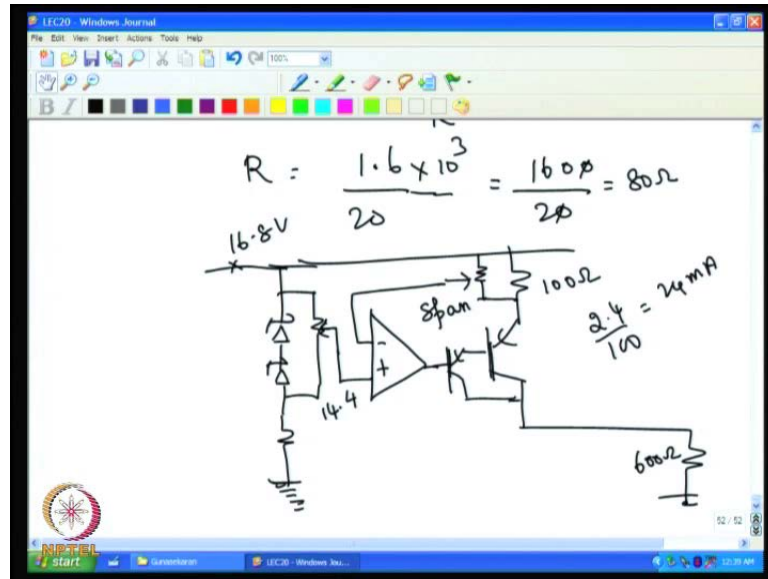 LEC20 - Windows Journal
File Edit View Insert Actions Tools Help
100%
B I
R
R = 1.6 × 10³ / 20 = 1600 / 20 = 80Ω
16.8V
Span
100Ω
2.4 / 100 = 24mA
-
+
14.4
600Ω
52 / 52
NPTEL
start
Gunasekaran
LEC20 - Windows Jou...
12:39 AM